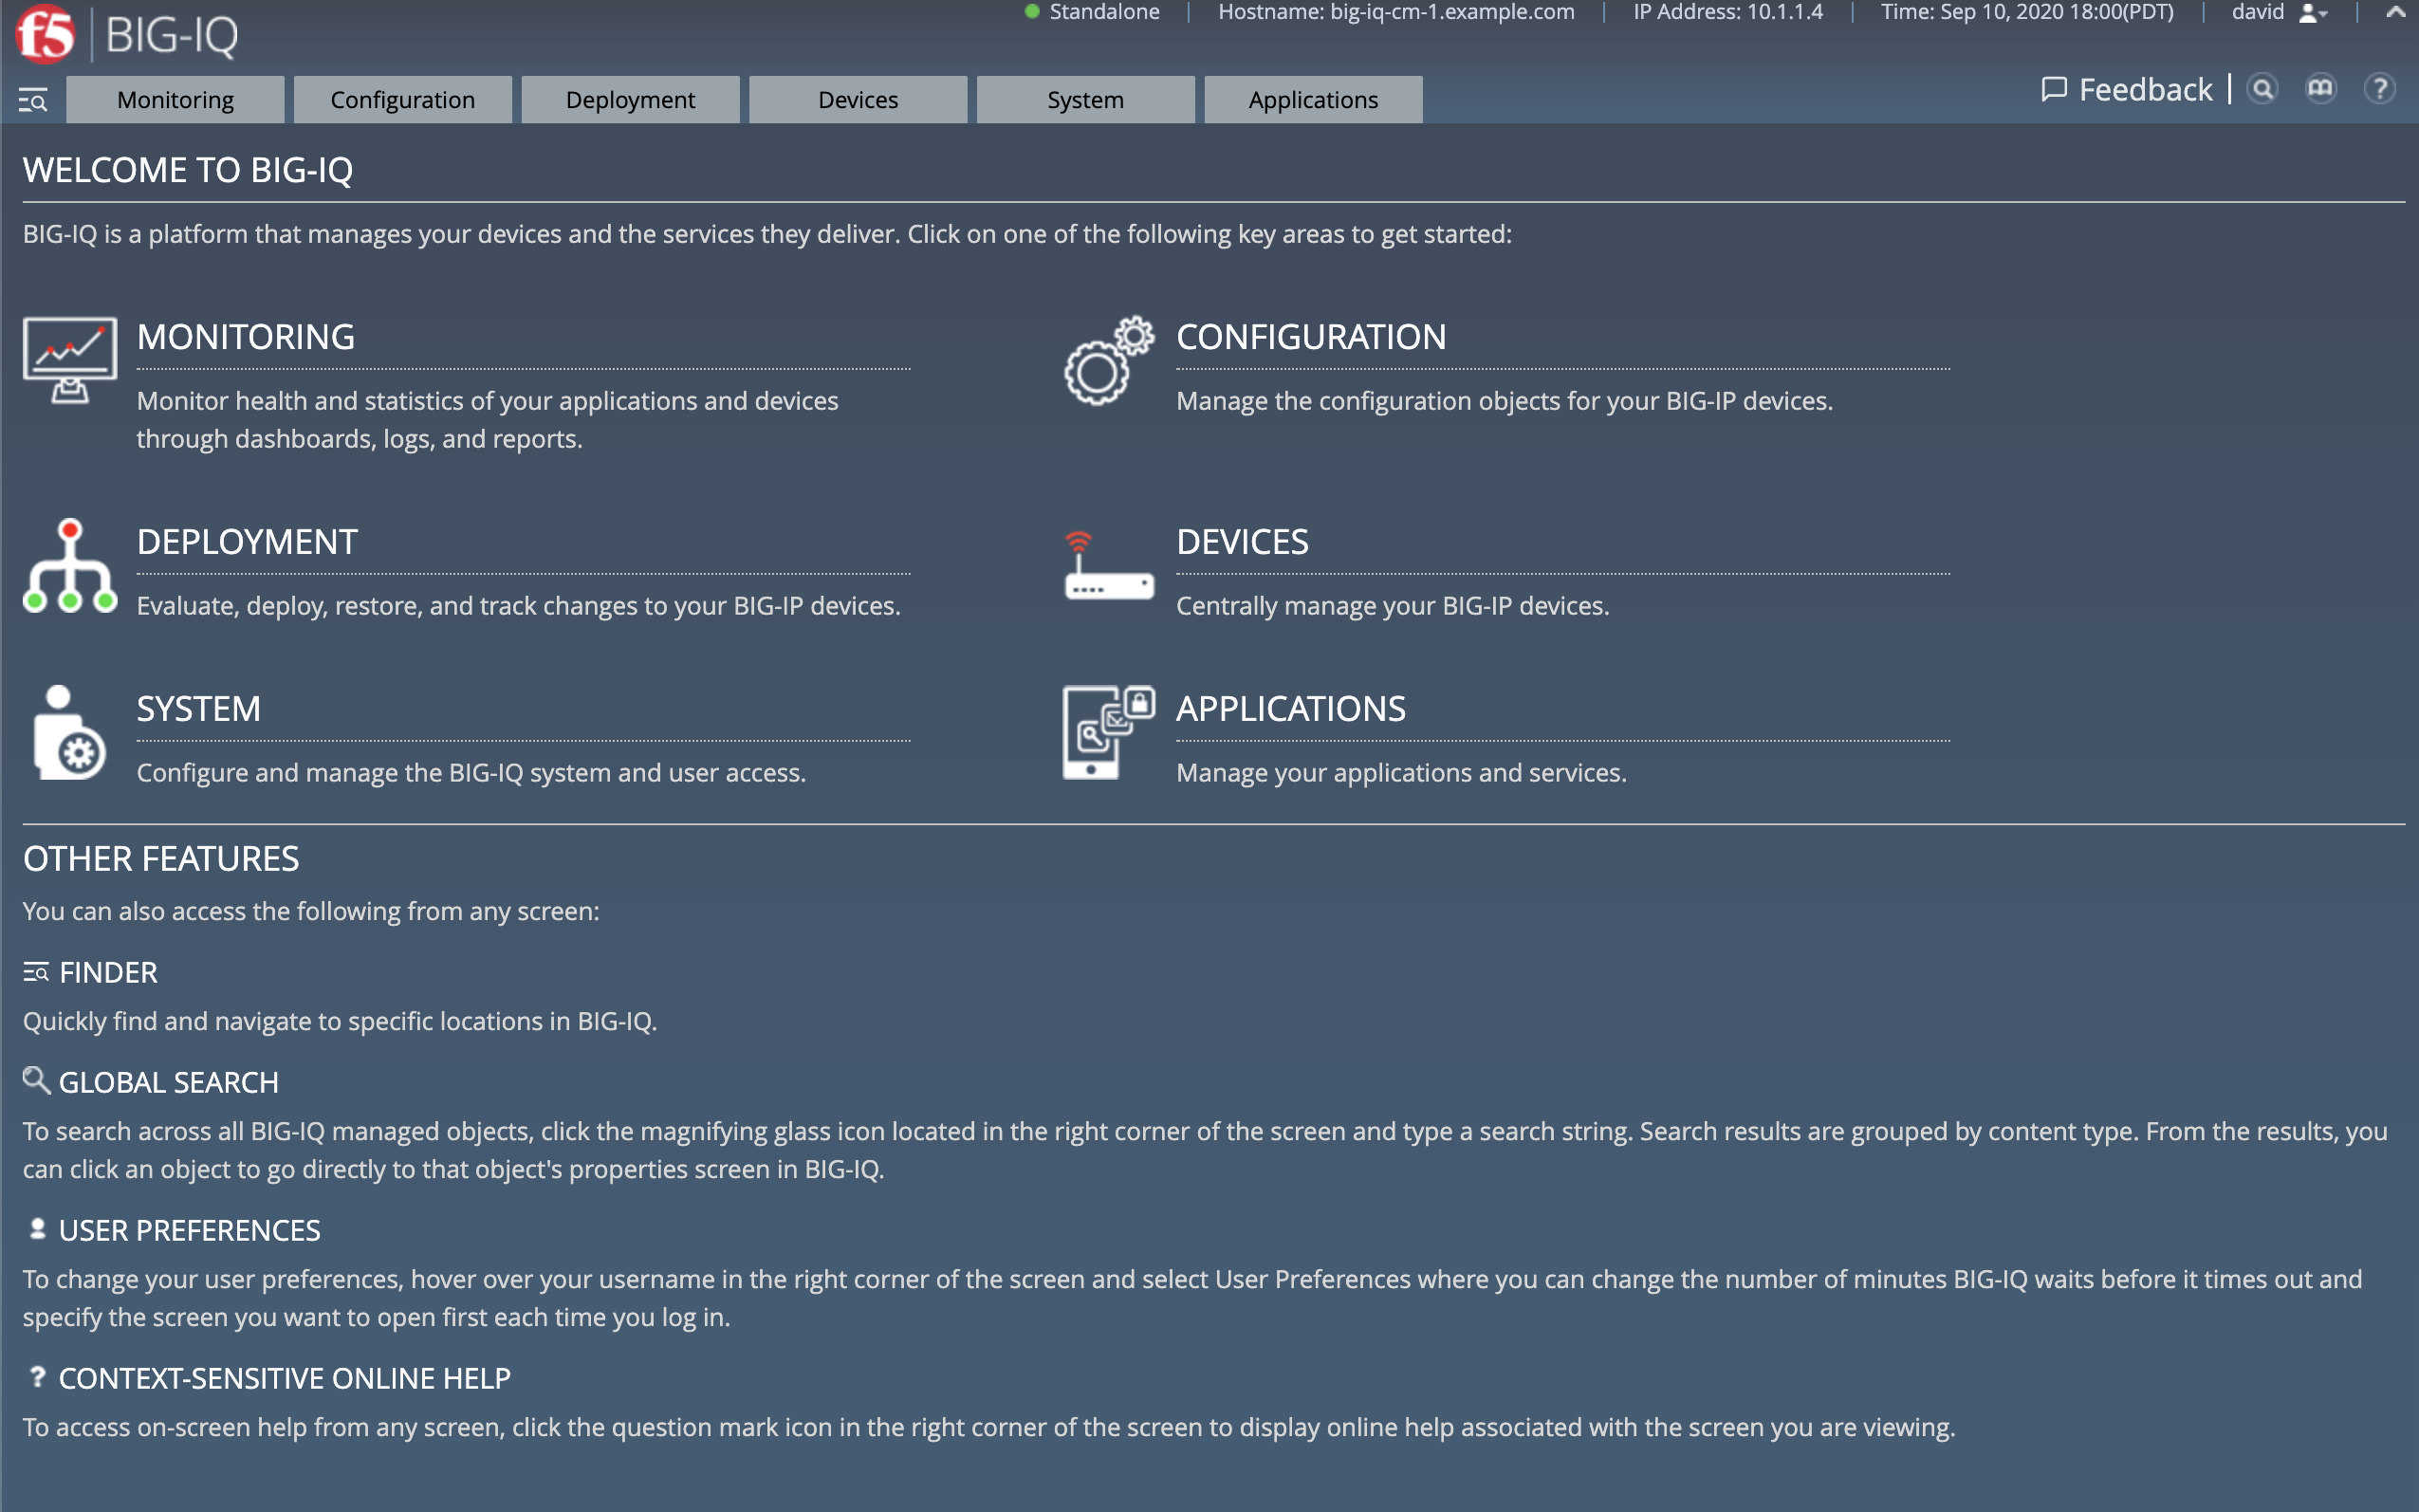 f5 BIG-IQ
Standalone | Hostname: big-iq-cm-1.example.com | IP Address: 10.1.1.4 | Time: Sep 10, 2020 18:00(PDT) | david
Monitoring Configuration Deployment Devices System Applications Feedback | ?
WELCOME TO BIG-IQ
BIG-IQ is a platform that manages your devices and the services they deliver. Click on one of the following key areas to get started:
MONITORING
Monitor health and statistics of your applications and devices
through dashboards, logs, and reports.
CONFIGURATION
Manage the configuration objects for your BIG-IP devices.
DEPLOYMENT
Evaluate, deploy, restore, and track changes to your BIG-IP devices.
DEVICES
Centrally manage your BIG-IP devices.
SYSTEM
Configure and manage the BIG-IQ system and user access.
APPLICATIONS
Manage your applications and services.
OTHER FEATURES
You can also access the following from any screen:
FINDER
Quickly find and navigate to specific locations in BIG-IQ.
GLOBAL SEARCH
To search across all BIG-IQ managed objects, click the magnifying glass icon located in the right corner of the screen and type a search string. Search results are grouped by content type. From the results, you
can click an object to go directly to that object's properties screen in BIG-IQ.
USER PREFERENCES
To change your user preferences, hover over your username in the right corner of the screen and select User Preferences where you can change the number of minutes BIG-IQ waits before it times out and
specify the screen you want to open first each time you log in.
? CONTEXT-SENSITIVE ONLINE HELP
To access on-screen help from any screen, click the question mark icon in the right corner of the screen to display online help associated with the screen you are viewing.